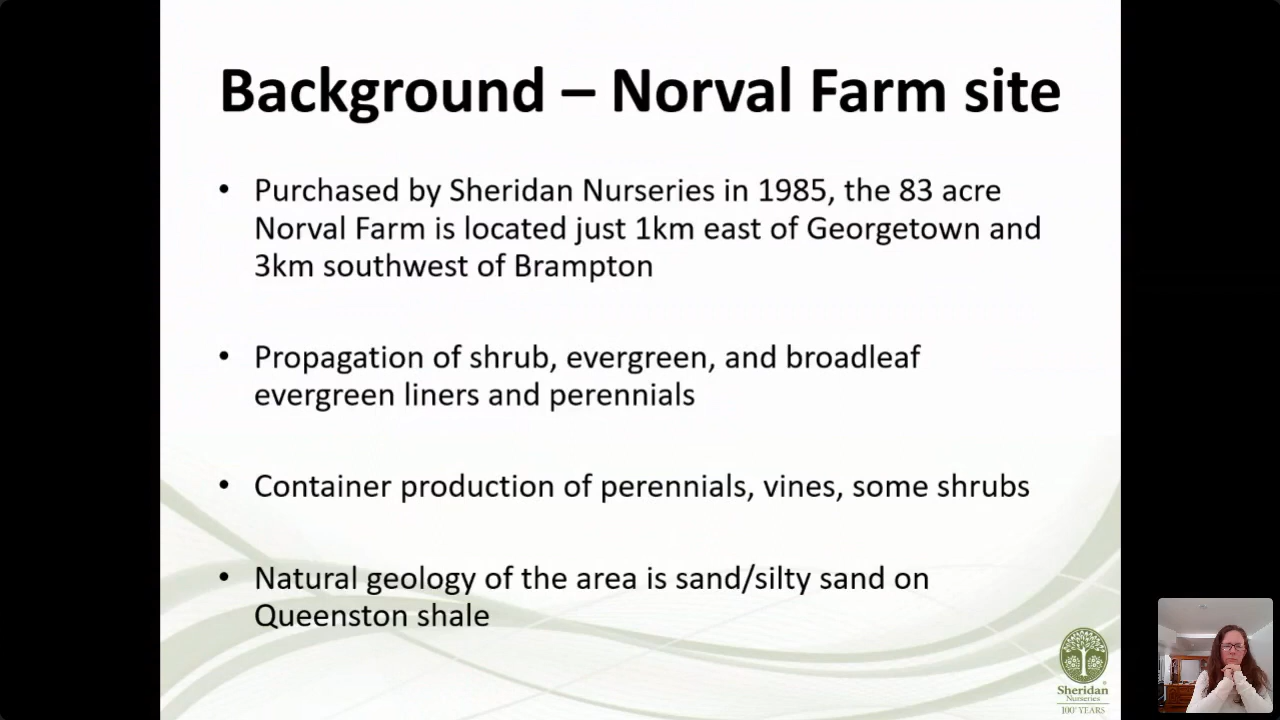 Background – Norval Farm site
• Purchased by Sheridan Nurseries in 1985, the 83 acre
Norval Farm is located just 1km east of Georgetown and
3km southwest of Brampton
• Propagation of shrub, evergreen, and broadleaf
evergreen liners and perennials
• Container production of perennials, vines, some shrubs
• Natural geology of the area is sand/silty sand on
Queenston shale
Sheridan
Nurseries
100+ YEARS